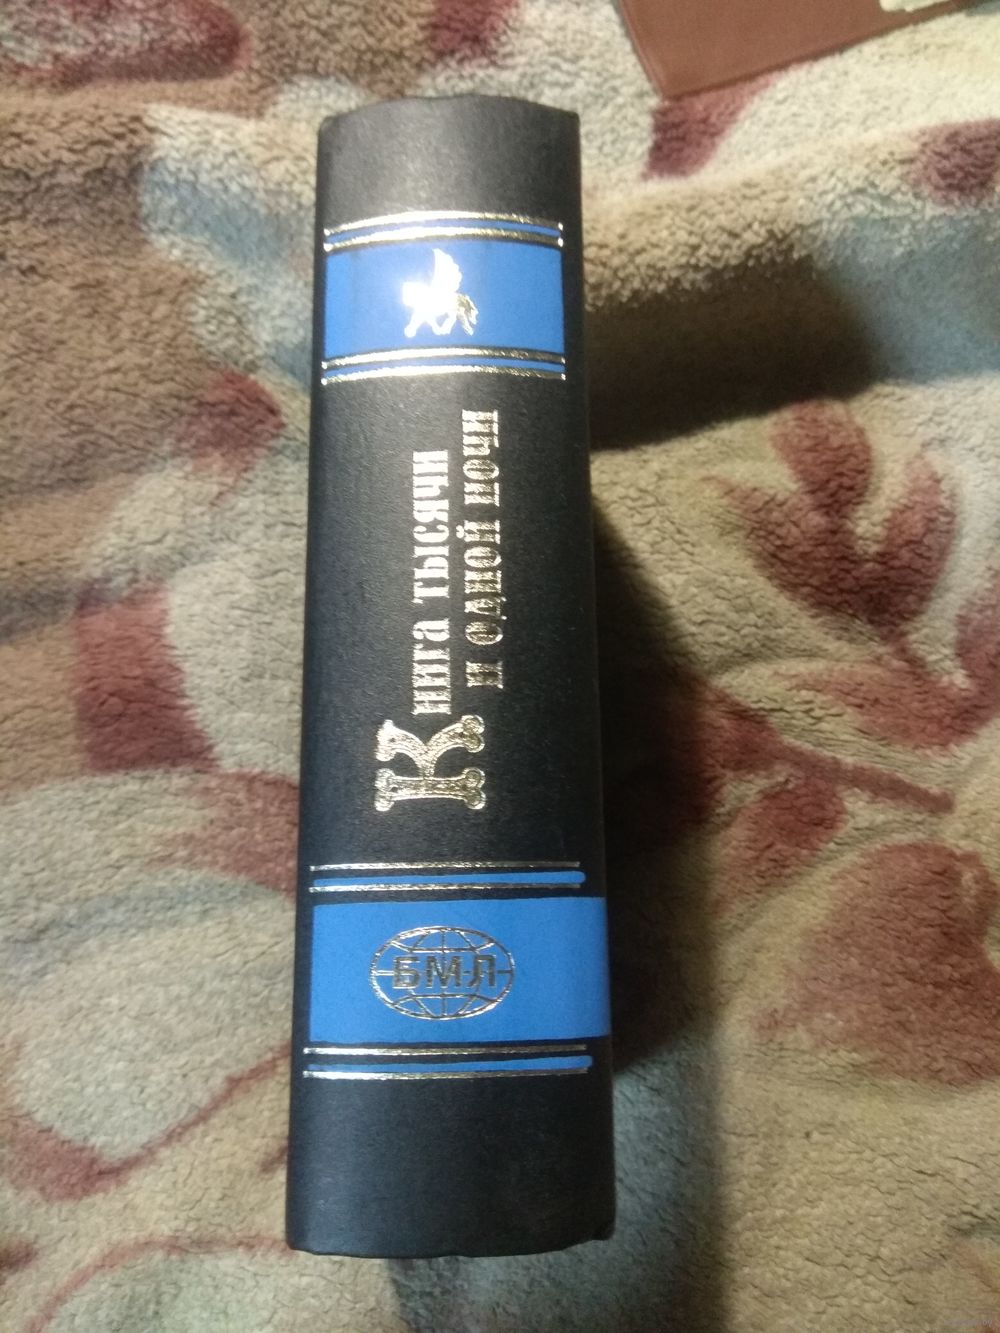 Книга тысячи
и одной ночи
БМЛ